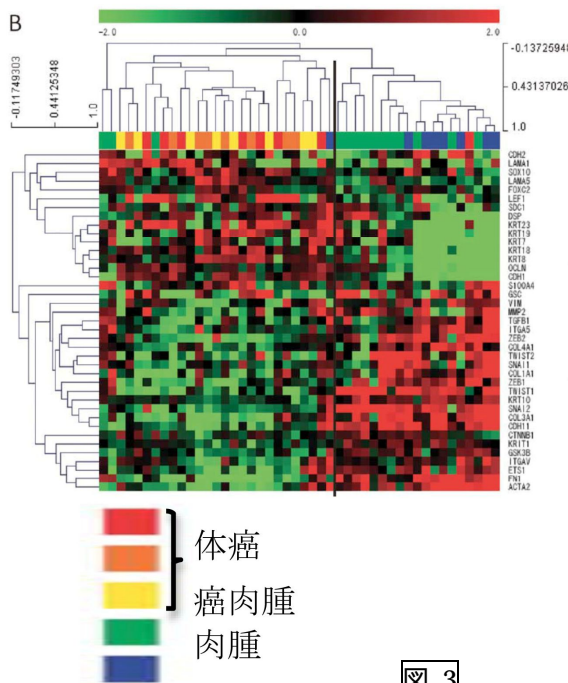 B
-2.0 0.0 2.0
-0.13725948
0.43137026
1.0
-0.11749303
0.44125348
1.0
CDH2
LAMA1
SOX10
LAMA5
FOXC2
LEF1
SDC1
DSP
KRT23
KRT19
KRT7
KRT18
KRT8
OCLN
CDH1
S100A4
GSC
VIM
MMP2
TGFB1
ITGA5
ZEB2
COL4A1
TWIST2
SNAI1
COL1A1
ZEB1
TWIST1
KRT10
SNAI2
COL3A1
CDH11
CTNNB1
KRIT1
GSK3B
ITGAV
ETS1
FN1
ACTA2
体癌
癌肉腫
肉腫
図 3